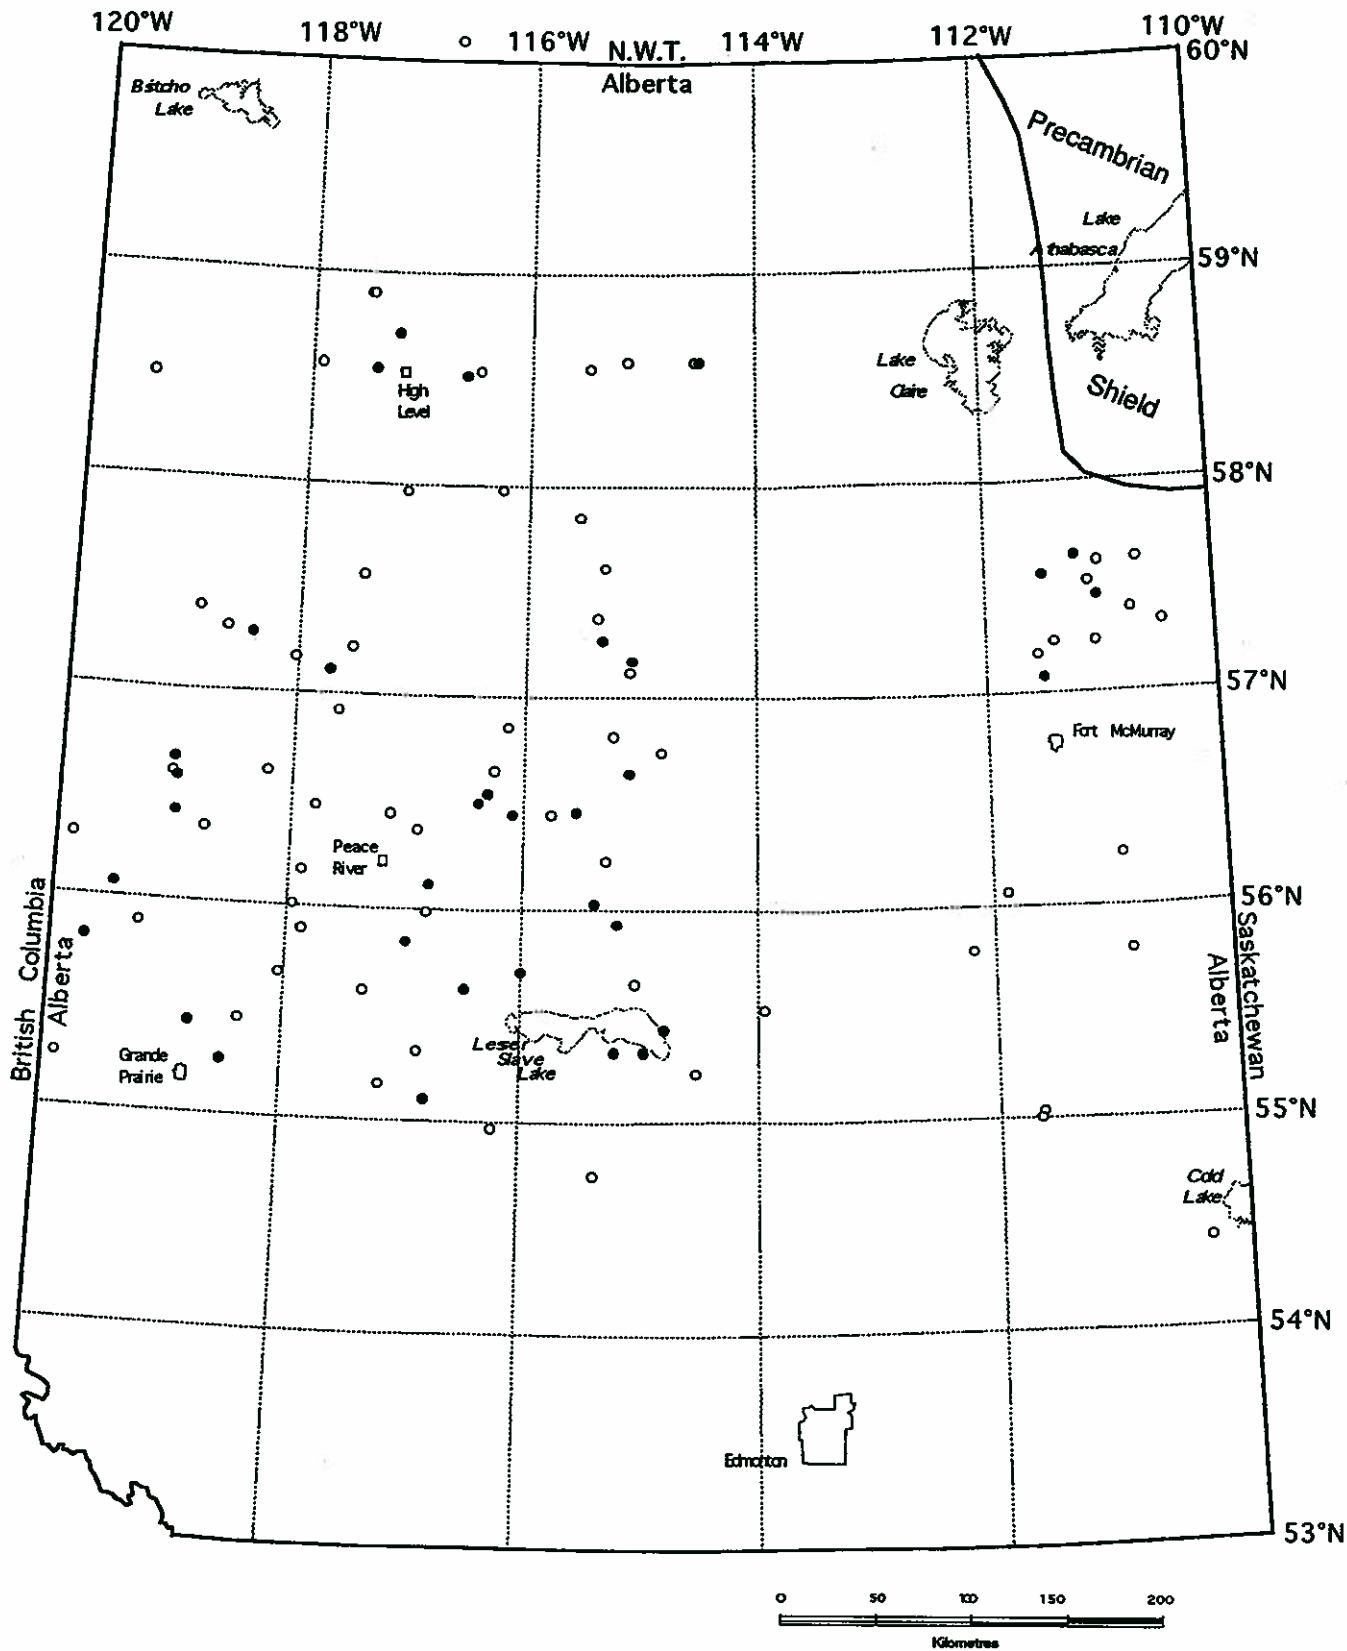 120°W
118°W
116°W
114°W
112°W
110°W
N.W.T.
Alberta
60°N
Bistcho
Lake
Precambrian
Lake
Athabasca
59°N
Lake
Claire
Shield
High
Level
58°N
57°N
Fort McMurray
Peace
River
56°N
British Columbia
Alberta
Saskatchewan
Alberta
Lesser
Slave
Lake
Grande
Prairie
55°N
Cold
Lake
54°N
Edmonton
53°N
0 50 100 150 200
Kilometres